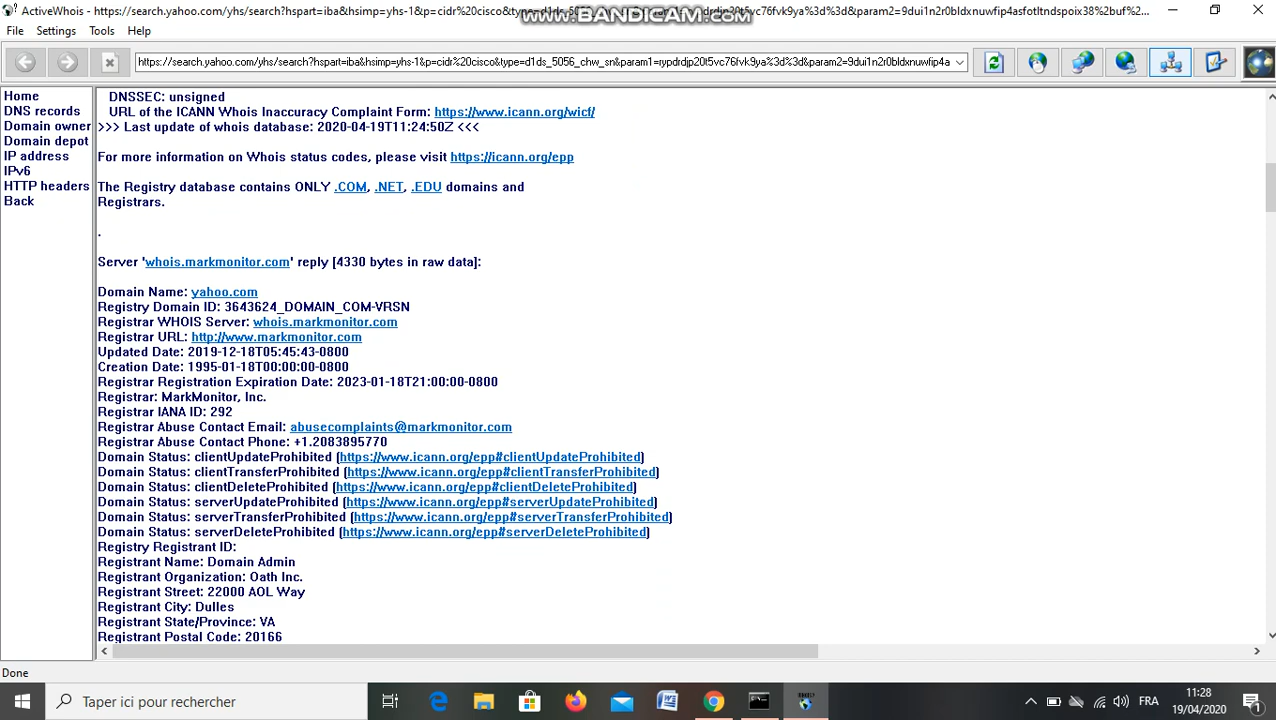 ActiveWhois - https://search.yahoo.com/yhs/search?hspart=iba&hsimp=yhs-1&p=cidr%20cisco&type=d1ds_5056_chw_sn&param1=
www.BANDICAM.com
File Settings Tools Help
https://search.yahoo.com/yhs/search?hspart=iba&hsimp=yhs-1&p=cidr%20cisco&type=d1ds_5056_chw_sn&param1=rypdrdjp20t5vc76fvk9ya%3d%3d&param2=9dui1n2r0bldxnuwfip4a
Home
DNS records
Domain owner
Domain depot
IP address
IPv6
HTTP headers
Back
DNSSEC: unsigned
URL of the ICANN Whois Inaccuracy Complaint Form: https://www.icann.org/wicf/
>>> Last update of whois database: 2020-04-19T11:24:50Z <<<
For more information on Whois status codes, please visit https://icann.org/epp
The Registry database contains ONLY .COM, .NET, .EDU domains and
Registrars.
.
Server 'whois.markmonitor.com' reply [4330 bytes in raw data]:
Domain Name: yahoo.com
Registry Domain ID: 3643624_DOMAIN_COM-VRSN
Registrar WHOIS Server: whois.markmonitor.com
Registrar URL: http://www.markmonitor.com
Updated Date: 2019-12-18T05:45:43-0800
Creation Date: 1995-01-18T00:00:00-0800
Registrar Registration Expiration Date: 2023-01-18T21:00:00-0800
Registrar: MarkMonitor, Inc.
Registrar IANA ID: 292
Registrar Abuse Contact Email: abusecomplaints@markmonitor.com
Registrar Abuse Contact Phone: +1.2083895770
Domain Status: clientUpdateProhibited (https://www.icann.org/epp#clientUpdateProhibited)
Domain Status: clientTransferProhibited (https://www.icann.org/epp#clientTransferProhibited)
Domain Status: clientDeleteProhibited (https://www.icann.org/epp#clientDeleteProhibited)
Domain Status: serverUpdateProhibited (https://www.icann.org/epp#serverUpdateProhibited)
Domain Status: serverTransferProhibited (https://www.icann.org/epp#serverTransferProhibited)
Domain Status: serverDeleteProhibited (https://www.icann.org/epp#serverDeleteProhibited)
Registry Registrant ID:
Registrant Name: Domain Admin
Registrant Organization: Oath Inc.
Registrant Street: 22000 AOL Way
Registrant City: Dulles
Registrant State/Province: VA
Registrant Postal Code: 20166
Done
Taper ici pour rechercher
FRA
11:28
19/04/2020
1